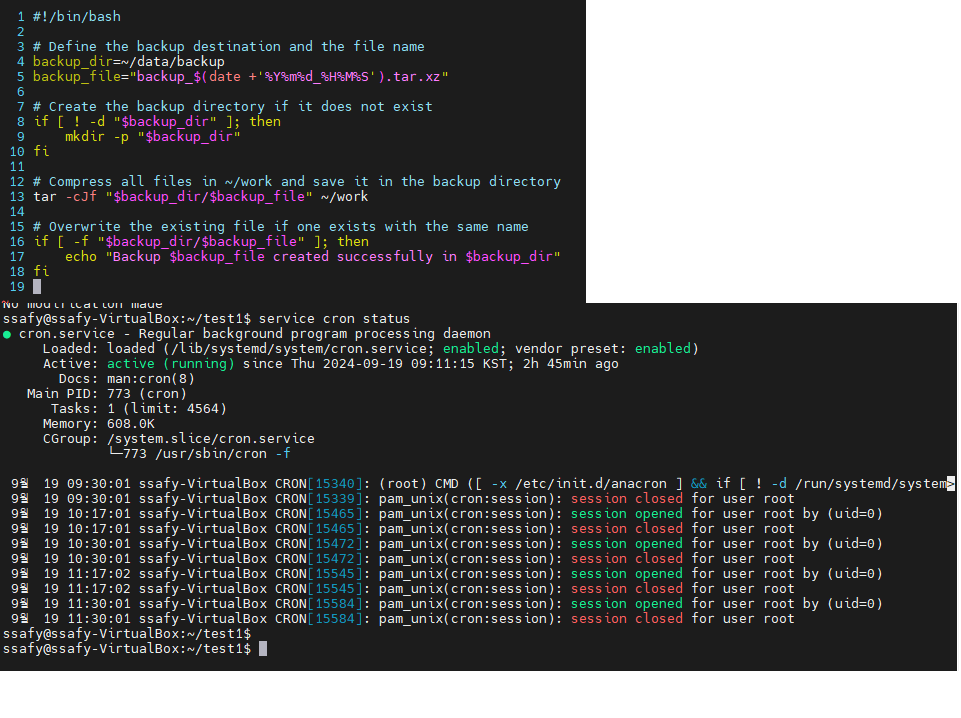 1 #!/bin/bash
2
3 # Define the backup destination and the file name
4 backup_dir=~/data/backup
5 backup_file="backup_$(date +'%Y%m%d_%H%M%S').tar.xz"
6
7 # Create the backup directory if it does not exist
8 if [ ! -d "$backup_dir" ]; then
9     mkdir -p "$backup_dir"
10 fi
11
12 # Compress all files in ~/work and save it in the backup directory
13 tar -cJf "$backup_dir/$backup_file" ~/work
14
15 # Overwrite the existing file if one exists with the same name
16 if [ -f "$backup_dir/$backup_file" ]; then
17     echo "Backup $backup_file created successfully in $backup_dir"
18 fi
19
No modification made
ssafy@ssafy-VirtualBox:~/test1$ service cron status
● cron.service - Regular background program processing daemon
     Loaded: loaded (/lib/systemd/system/cron.service; enabled; vendor preset: enabled)
     Active: active (running) since Thu 2024-09-19 09:11:15 KST; 2h 45min ago
       Docs: man:cron(8)
   Main PID: 773 (cron)
      Tasks: 1 (limit: 4564)
     Memory: 608.0K
     CGroup: /system.slice/cron.service
             └─773 /usr/sbin/cron -f

 9월  19 09:30:01 ssafy-VirtualBox CRON[15340]: (root) CMD ([ -x /etc/init.d/anacron ] && if [ ! -d /run/systemd/system>
 9월  19 09:30:01 ssafy-VirtualBox CRON[15339]: pam_unix(cron:session): session closed for user root
 9월  19 10:17:01 ssafy-VirtualBox CRON[15465]: pam_unix(cron:session): session opened for user root by (uid=0)
 9월  19 10:17:01 ssafy-VirtualBox CRON[15465]: pam_unix(cron:session): session closed for user root
 9월  19 10:30:01 ssafy-VirtualBox CRON[15472]: pam_unix(cron:session): session opened for user root by (uid=0)
 9월  19 10:30:01 ssafy-VirtualBox CRON[15472]: pam_unix(cron:session): session closed for user root
 9월  19 11:17:02 ssafy-VirtualBox CRON[15545]: pam_unix(cron:session): session opened for user root by (uid=0)
 9월  19 11:17:02 ssafy-VirtualBox CRON[15545]: pam_unix(cron:session): session closed for user root
 9월  19 11:30:01 ssafy-VirtualBox CRON[15584]: pam_unix(cron:session): session opened for user root by (uid=0)
 9월  19 11:30:01 ssafy-VirtualBox CRON[15584]: pam_unix(cron:session): session closed for user root
ssafy@ssafy-VirtualBox:~/test1$
ssafy@ssafy-VirtualBox:~/test1$